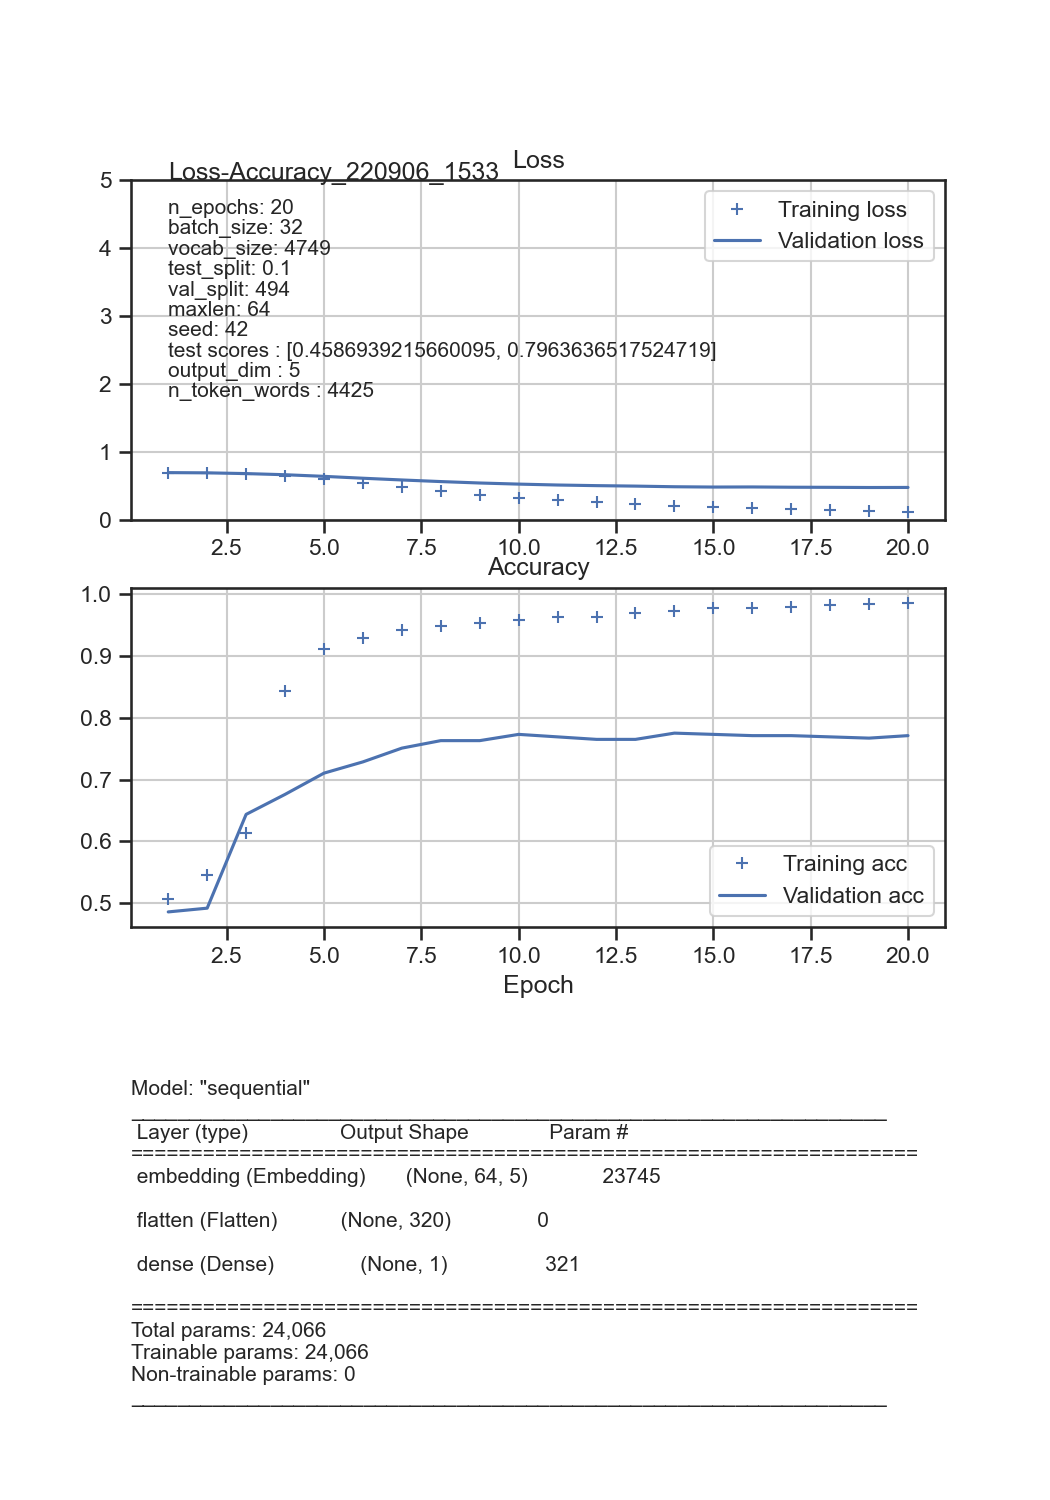 Loss
Loss-Accuracy_220906_1533
5
4
3
2
1
0
n_epochs: 20
batch_size: 32
vocab_size: 4749
test_split: 0.1
val_split: 494
maxlen: 64
seed: 42
test scores : [0.4586939215660095, 0.7963636517524719]
output_dim : 5
n_token_words : 4425
Training loss
Validation loss
2.5 5.0 7.5 10.0 12.5 15.0 17.5 20.0
Accuracy
1.0
0.9
0.8
0.7
0.6
0.5
Training acc
Validation acc
2.5 5.0 7.5 10.0 12.5 15.0 17.5 20.0
Epoch
Model: "sequential"
_________________________________________________________________
Layer (type) Output Shape Param #
=================================================================
embedding (Embedding) (None, 64, 5) 23745
flatten (Flatten) (None, 320) 0
dense (Dense) (None, 1) 321
=================================================================
Total params: 24,066
Trainable params: 24,066
Non-trainable params: 0
_________________________________________________________________